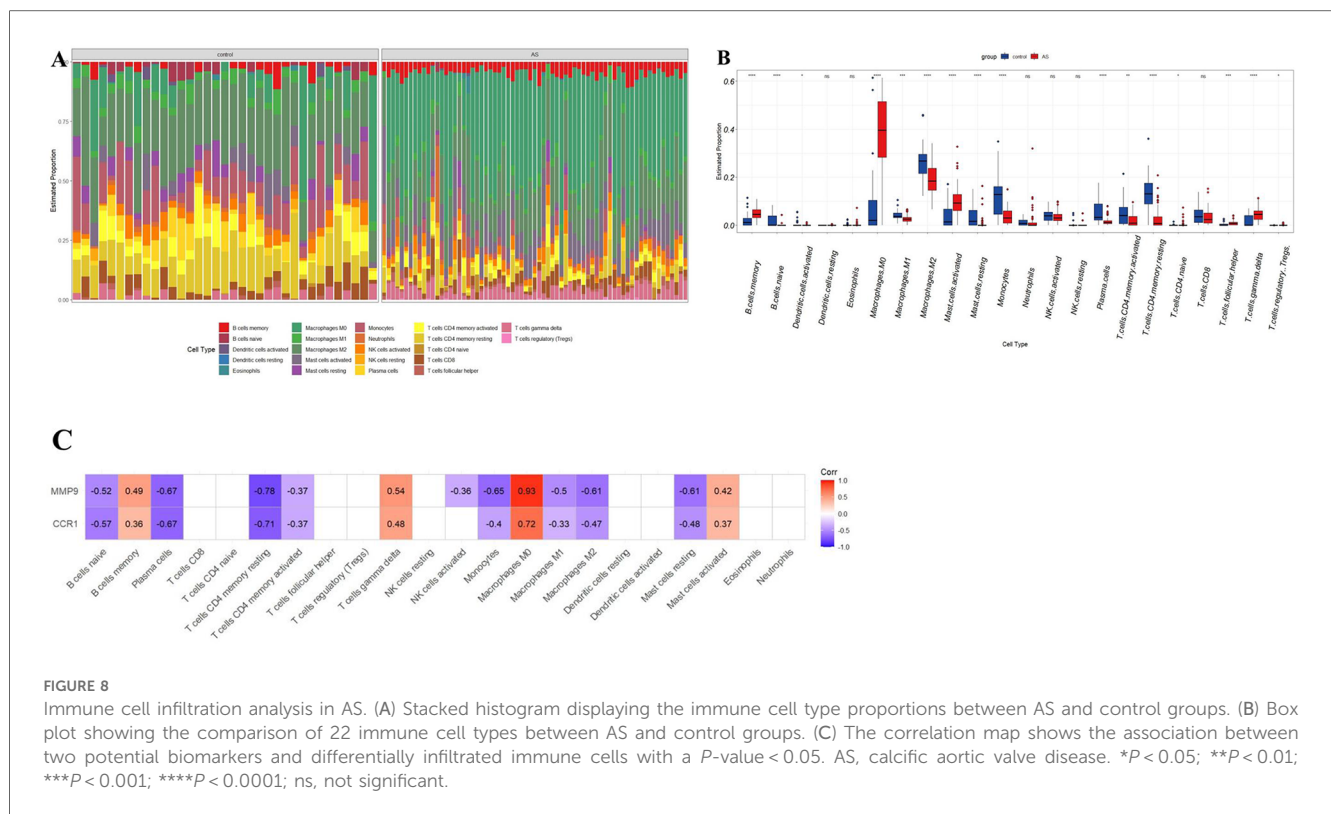 A
control
AS
1.00
0.75
0.50
0.25
0.00
Estimated Proportion
Cell Type
B cells memory
B cells naive
Dendritic cells activated
Dendritic cells resting
Eosinophils
Macrophages M0
Macrophages M1
Macrophages M2
Mast cells activated
Mast cells resting
Monocytes
Neutrophils
NK cells activated
NK cells resting
Plasma cells
T cells CD4 memory activated
T cells CD4 memory resting
T cells CD4 naive
T cells CD8
T cells follicular helper
T cells gamma delta
T cells regulatory (Tregs)
B
group control AS
**** **** * ns ns **** *** **** **** **** **** ns ns ns **** ** **** * ns *** **** *
0.6
0.4
0.2
0.0
Estimated Proportion
B.cells.memory
B.cells.naive
Dendritic.cells.activated
Dendritic.cells.resting
Eosinophils
Macrophages.M0
Macrophages.M1
Macrophages.M2
Mast.cells.activated
Mast.cells.resting
Monocytes
Neutrophils
NK.cells.activated
NK.cells.resting
Plasma.cells
T.cells.CD4.memory.activated
T.cells.CD4.memory.resting
T.cells.CD4.naive
T.cells.CD8
T.cells.follicular.helper
T.cells.gamma.delta
T.cells.regulatory..Tregs.
Cell Type
C
MMP9 -0.52 0.49 -0.67 -0.78 -0.37 0.54 -0.36 -0.65 0.93 -0.5 -0.61 -0.61 0.42
CCR1 -0.57 0.36 -0.67 -0.71 -0.37 0.48 -0.4 0.72 -0.33 -0.47 -0.48 0.37
B cells naive
B cells memory
Plasma cells
T cells CD8
T cells CD4 naive
T cells CD4 memory resting
T cells CD4 memory activated
T cells follicular helper
T cells regulatory (Tregs)
T cells gamma delta
NK cells resting
NK cells activated
Monocytes
Macrophages M0
Macrophages M1
Macrophages M2
Dendritic cells resting
Dendritic cells activated
Mast cells resting
Mast cells activated
Eosinophils
Neutrophils
Corr
1.0
0.5
0.0
-0.5
-1.0
FIGURE 8
Immune cell infiltration analysis in AS. (A) Stacked histogram displaying the immune cell type proportions between AS and control groups. (B) Box
plot showing the comparison of 22 immune cell types between AS and control groups. (C) The correlation map shows the association between
two potential biomarkers and differentially infiltrated immune cells with a P-value < 0.05. AS, calcific aortic valve disease. *P < 0.05; **P < 0.01;
***P < 0.001; ****P < 0.0001; ns, not significant.